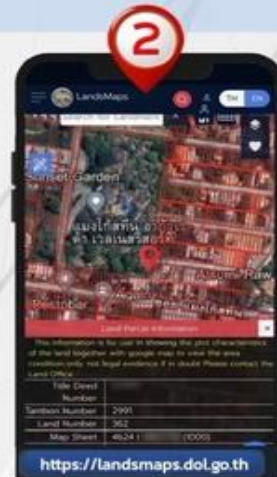 2
LandsMaps
TH EN
Search for Landmark
Sunset Garden
Land Parcel Information
This information is for use in showing the plot characteristics
of the land together with google map to view the area
condition only not legal evidence if in doubt Please contact the
Land Office
Title Deed
Number
Tambon Number 2991
Land Number 362
Map Sheet 4624 I (1000)
https://landsmaps.dol.go.th